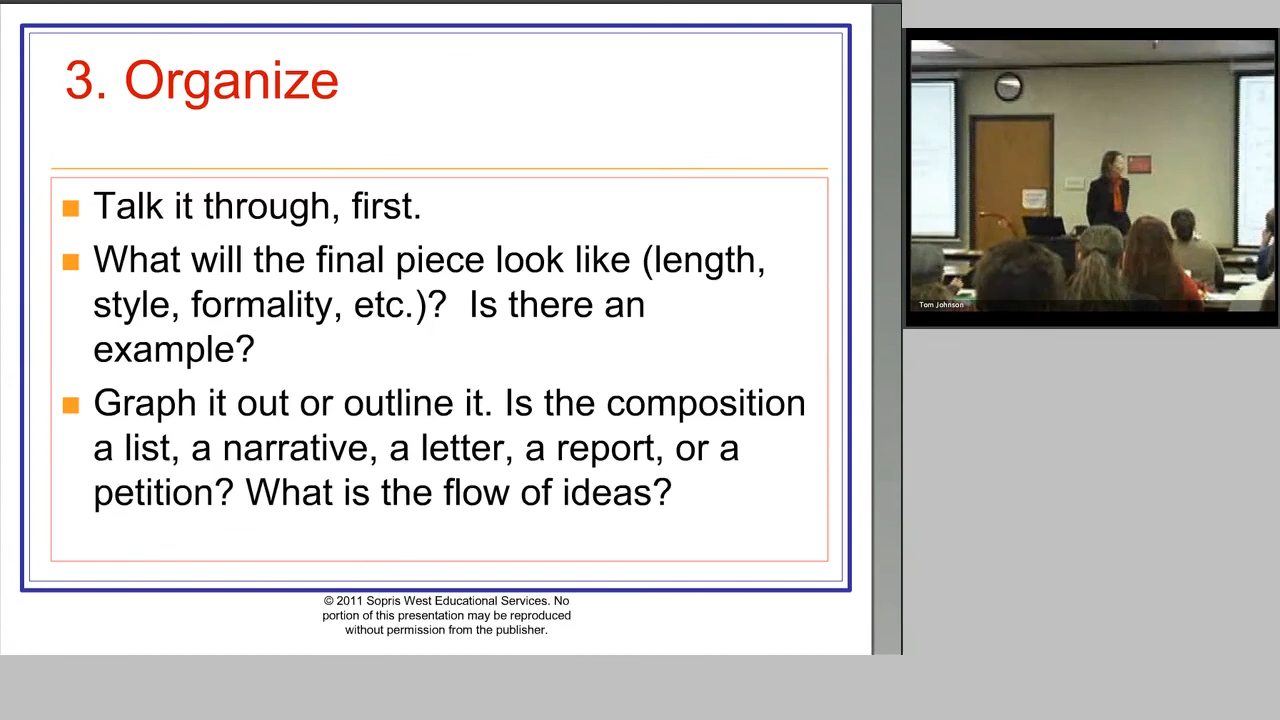 3. Organize
Talk it through, first.
What will the final piece look like (length,
style, formality, etc.)?  Is there an
example?
Graph it out or outline it. Is the composition
a list, a narrative, a letter, a report, or a
petition? What is the flow of ideas?
© 2011 Sopris West Educational Services. No
portion of this presentation may be reproduced
without permission from the publisher.
Tom Johnson